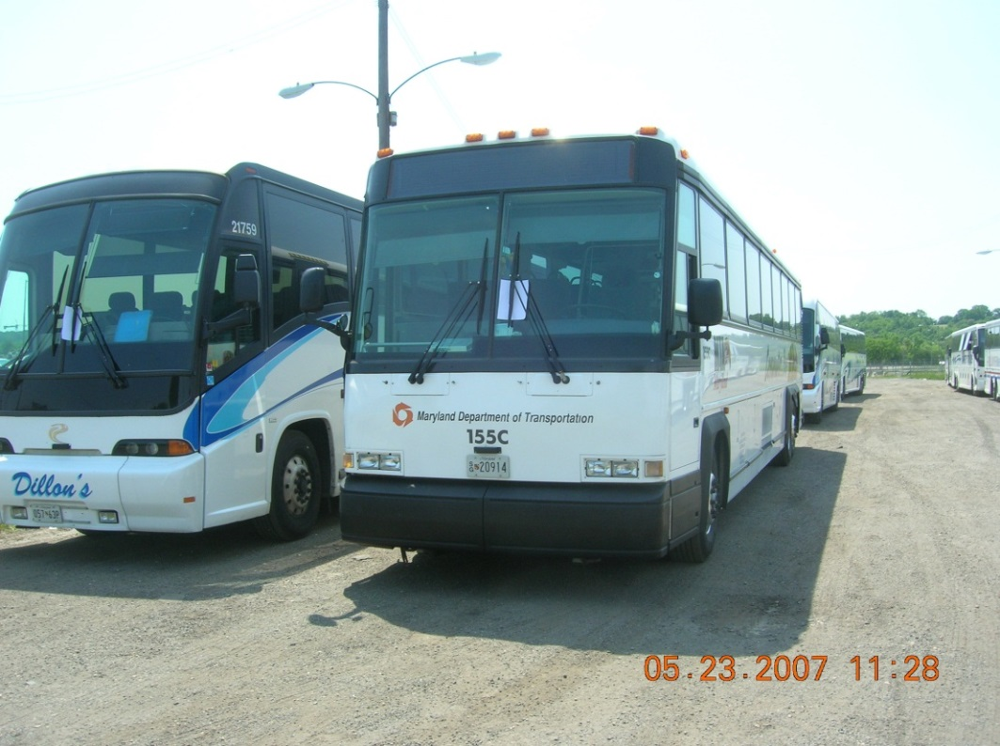 21759
Maryland Department of Transportation
155C
20914
Dillon's
05.23.2007 11:28